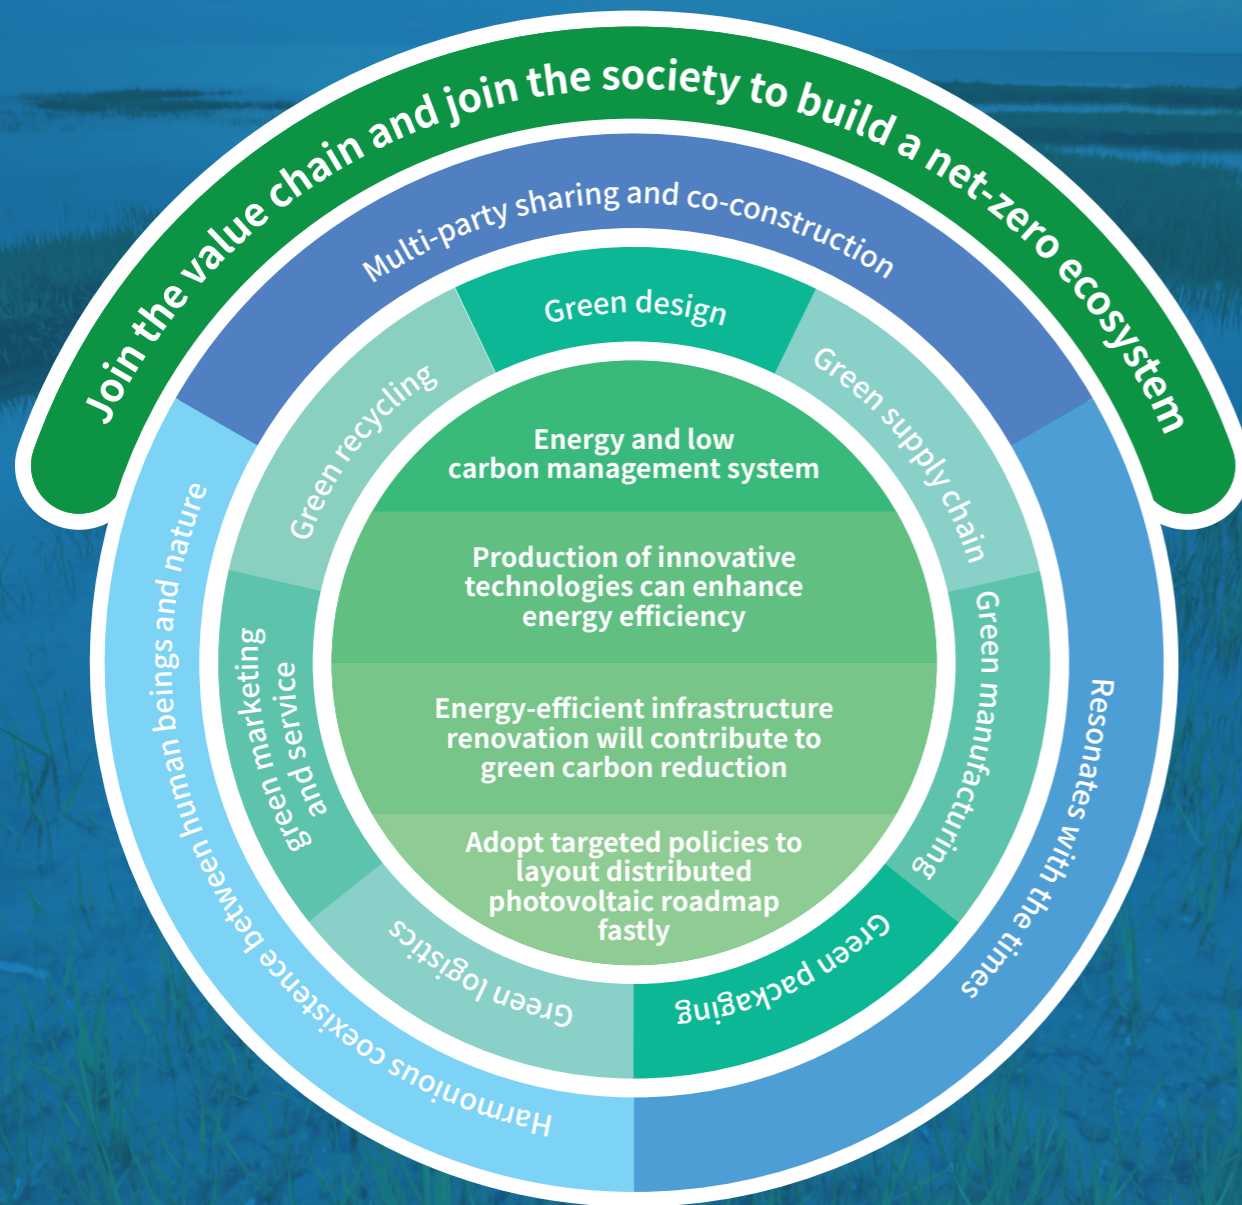 Join the value chain and join the society to build a net-zero ecosystem
Multi-party sharing and co-construction
Resonates with the times
Harmonious coexistence between human beings and nature
Green design
Green supply chain
Green manufacturing
Green packaging
Green logistics
green marketing
and service
Green recycling
Energy and low
carbon management system
Production of innovative
technologies can enhance
energy efficiency
Energy-efficient infrastructure
renovation will contribute to
green carbon reduction
Adopt targeted policies to
layout distributed
photovoltaic roadmap
fastly